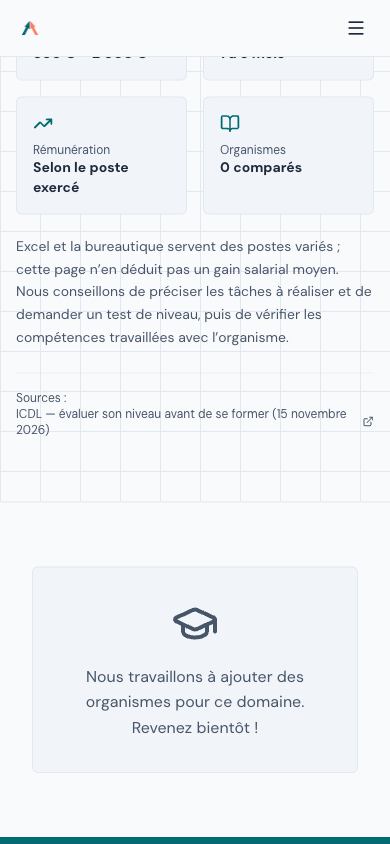 Rémunération
Selon le poste
exercé
Organismes
0 comparés
Excel et la bureautique servent des postes variés ;
cette page n’en déduit pas un gain salarial moyen.
Nous conseillons de préciser les tâches à réaliser et de
demander un test de niveau, puis de vérifier les
compétences travaillées avec l’organisme.
Sources :
ICDL — évaluer son niveau avant de se former (15 novembre
2026)
Nous travaillons à ajouter des
organismes pour ce domaine.
Revenez bientôt !